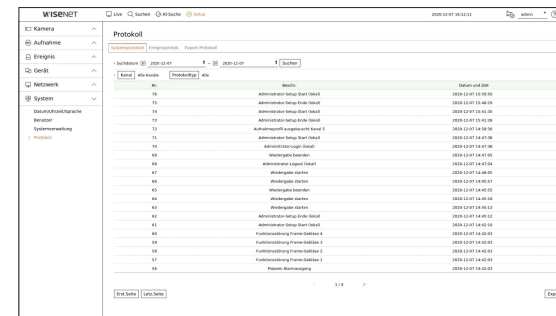 WISENET
Live Suchen AI-Suche Setup 2020-12-07 16:12:11 admin
Kamera
Aufnahme
Ereignis
Gerät
Netzwerk
System
Datum/Uhrzeit/Sprache
Benutzer
Systemverwaltung
Protokoll
Protokoll
Systemprotokoll Ereignisprotok. Export-Protokoll
Suchdatum 2020-12-07 ~ 2020-12-07 Suchen
Kanal Alle Kanäle Protokolltyp Alle
Nr. Beschr. Datum und Zeit
76 Administrator-Setup Start (lokal) 2020-12-07 15:50:50
75 Administrator-Setup Ende (lokal) 2020-12-07 15:46:29
74 Administrator-Setup Start (lokal) 2020-12-07 15:41:35
73 Administrator-Setup Ende (lokal) 2020-12-07 15:41:26
72 Aufnahmeprofil ausgetauscht Kanal 5 2020-12-07 14:58:36
71 Administrator-Setup Start (lokal) 2020-12-07 14:47:38
70 Administrator-Login (lokal) 2020-12-07 14:47:38
69 Wiedergabe beenden 2020-12-07 14:47:05
68 Administrator-Logout (lokal) 2020-12-07 14:47:04
67 Wiedergabe starten 2020-12-07 14:46:05
66 Wiedergabe starten 2020-12-07 14:45:57
65 Wiedergabe beenden 2020-12-07 14:45:55
64 Wiedergabe starten 2020-12-07 14:45:18
63 Wiedergabe starten 2020-12-07 14:45:13
62 Administrator-Setup Ende (lokal) 2020-12-07 14:45:12
61 Administrator-Setup Start (lokal) 2020-12-07 14:42:10
60 Funktionsstörung Frame-Gebläse 4 2020-12-07 14:42:03
59 Funktionsstörung Frame-Gebläse 3 2020-12-07 14:42:03
58 Funktionsstörung Frame-Gebläse 2 2020-12-07 14:42:03
57 Funktionsstörung Frame-Gebläse 1 2020-12-07 14:42:03
56 Piepsen Alarmausgang 2020-12-07 14:42:03
< 1/4 >
Erst.Seite Letz.Seite